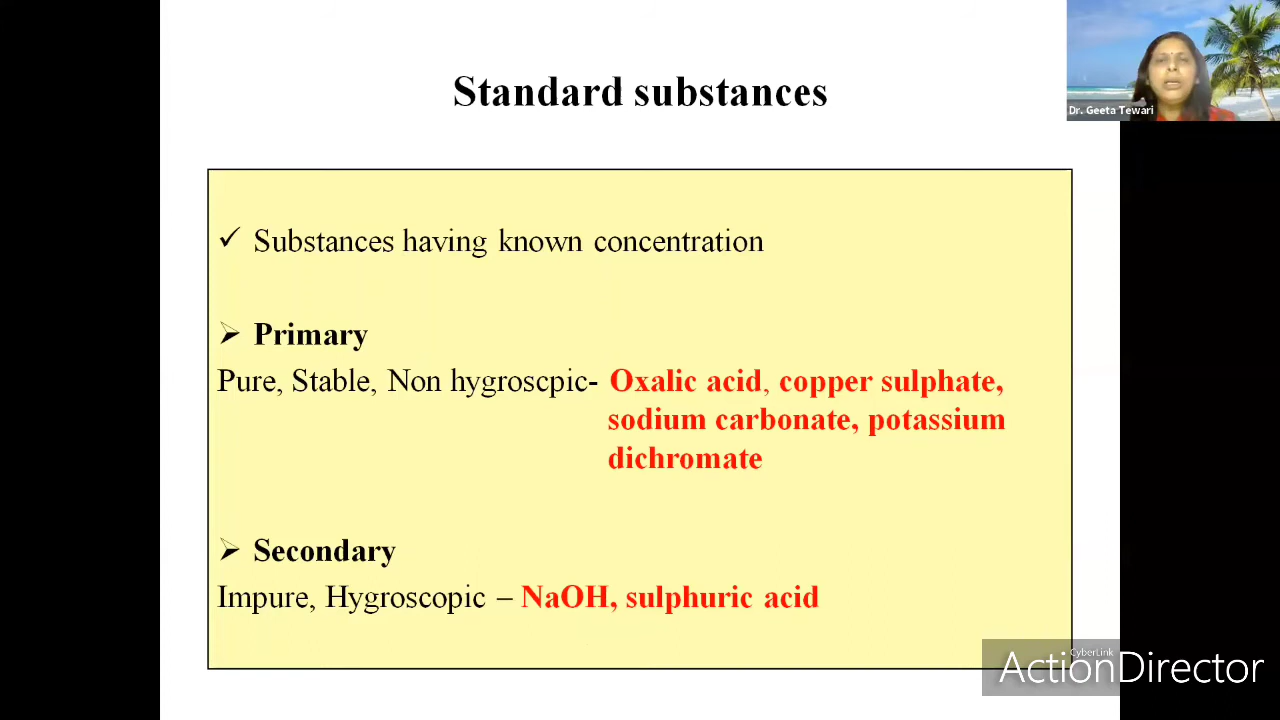 Standard substances
Dr. Geeta Tewari
✓ Substances having known concentration
➢ Primary
Pure, Stable, Non hygroscpic- Oxalic acid, copper sulphate,
sodium carbonate, potassium
dichromate
➢ Secondary
Impure, Hygroscopic – NaOH, sulphuric acid
CyberLink
ActionDirector